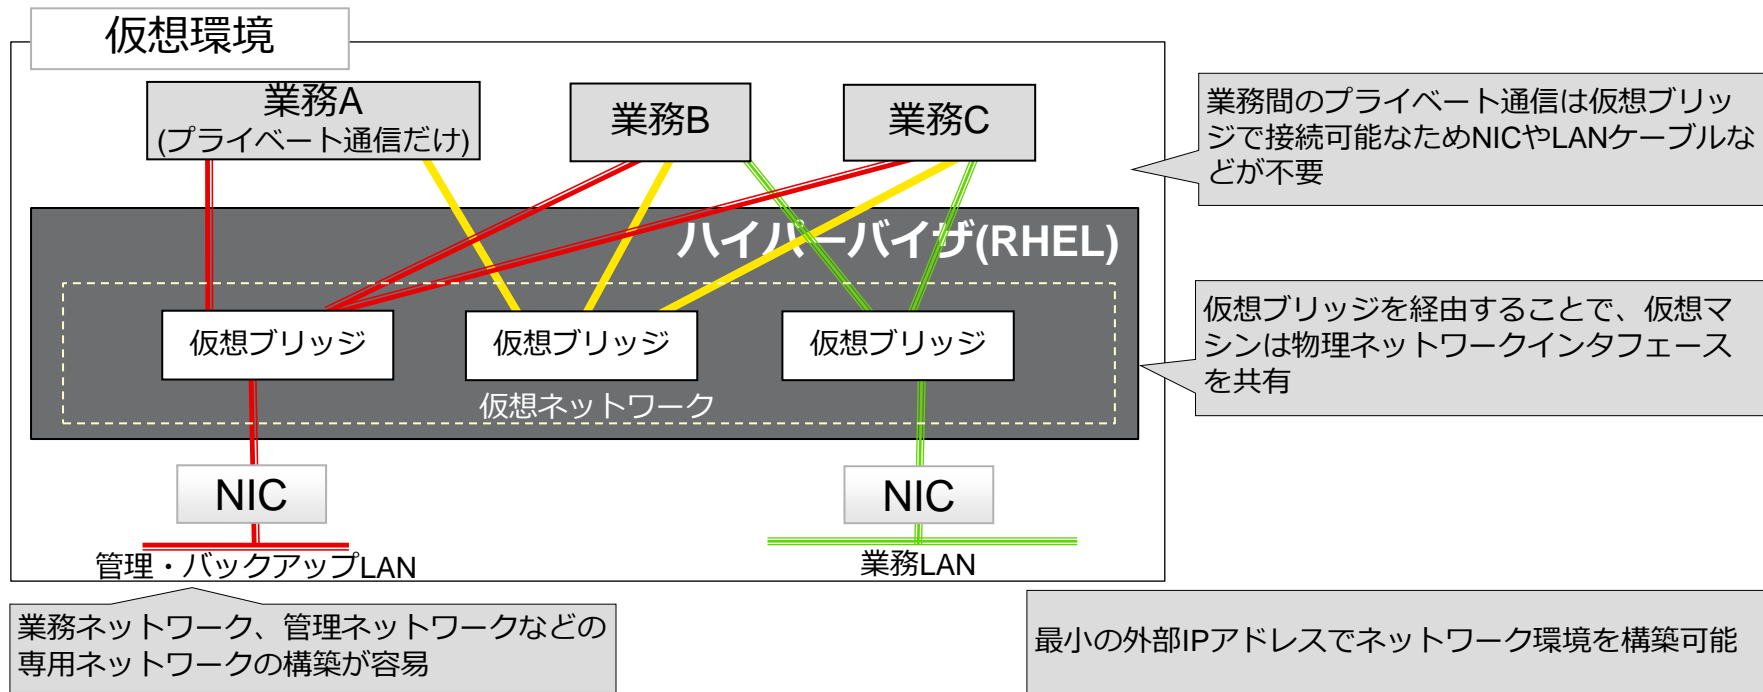 仮想環境
業務A
(プライベート通信だけ)
業務B
業務C
業務間のプライベート通信は仮想ブリッ
ジで接続可能なためNICやLANケーブルな
どが不要
ハイパーバイザ(RHEL)
仮想ブリッジ
仮想ブリッジ
仮想ブリッジ
仮想ネットワーク
仮想ブリッジを経由することで、仮想マ
シンは物理ネットワークインタフェース
を共有
NIC
NIC
管理・バックアップLAN
業務LAN
業務ネットワーク、管理ネットワークなどの
専用ネットワークの構築が容易
最小の外部IPアドレスでネットワーク環境を構築可能